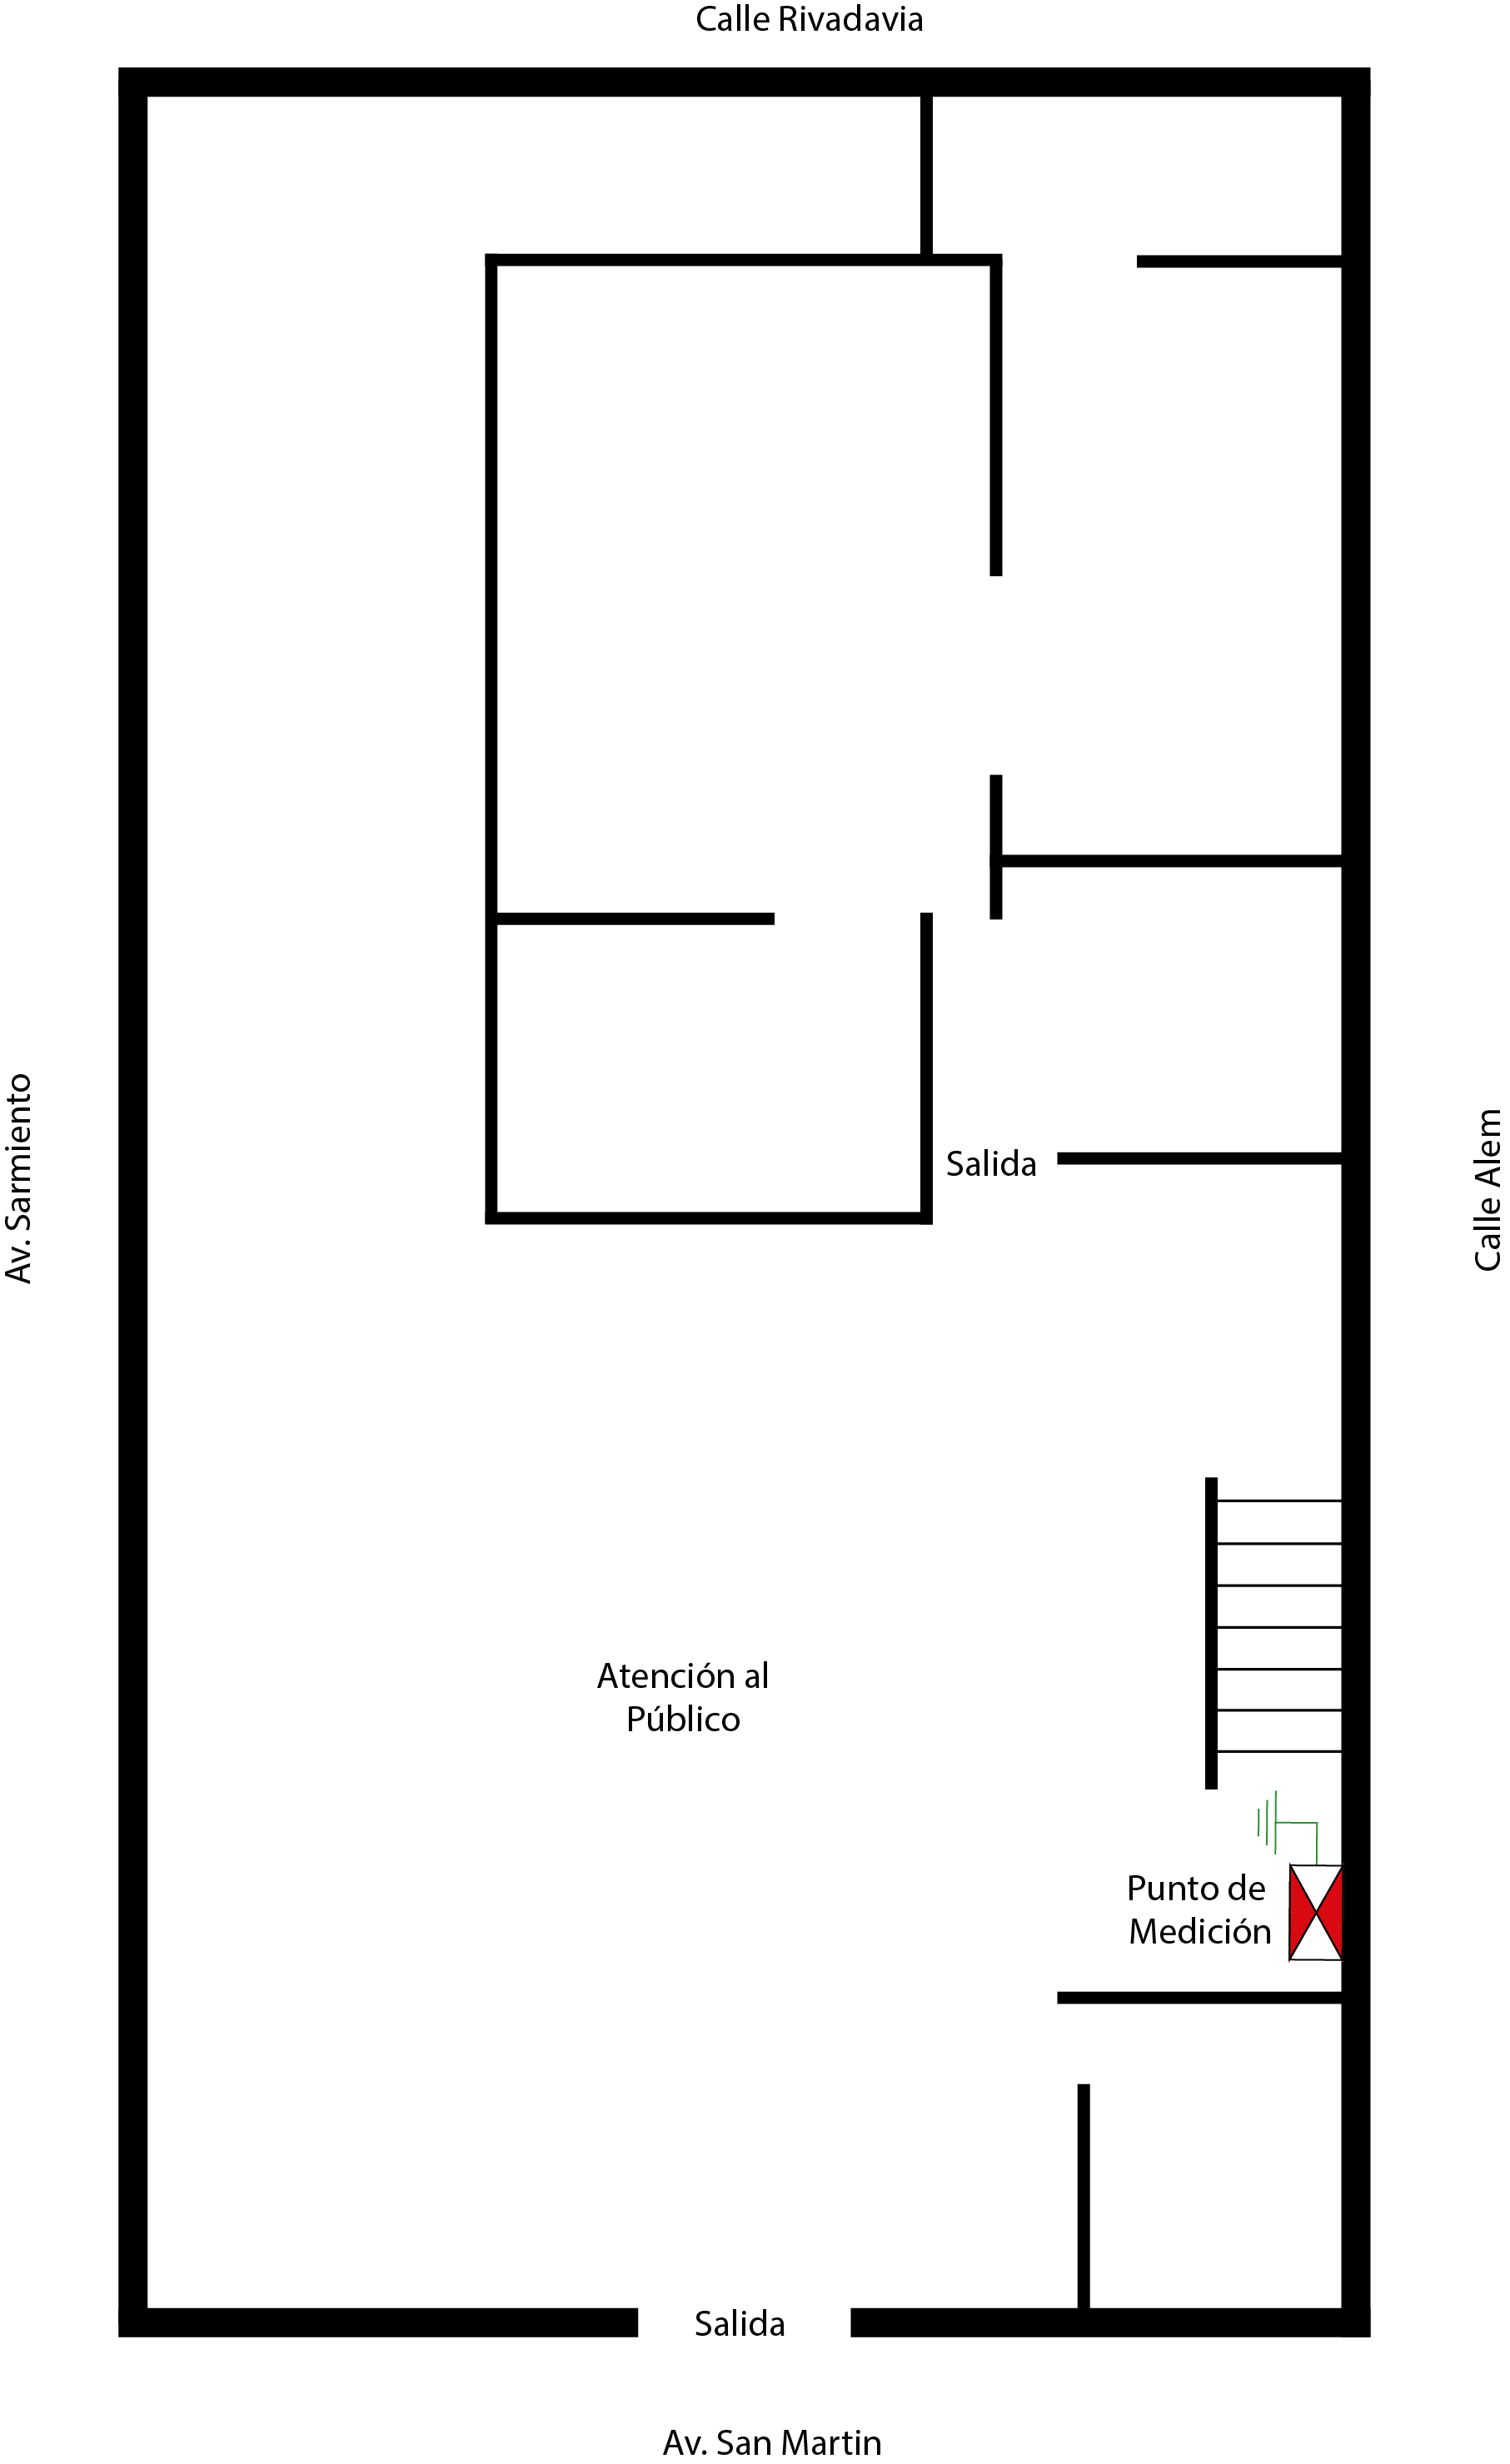 Calle Rivadavia
Av. Sarmiento
Calle Alem
Salida
Atención al
Público
Punto de
Medición
Salida
Av. San Martin